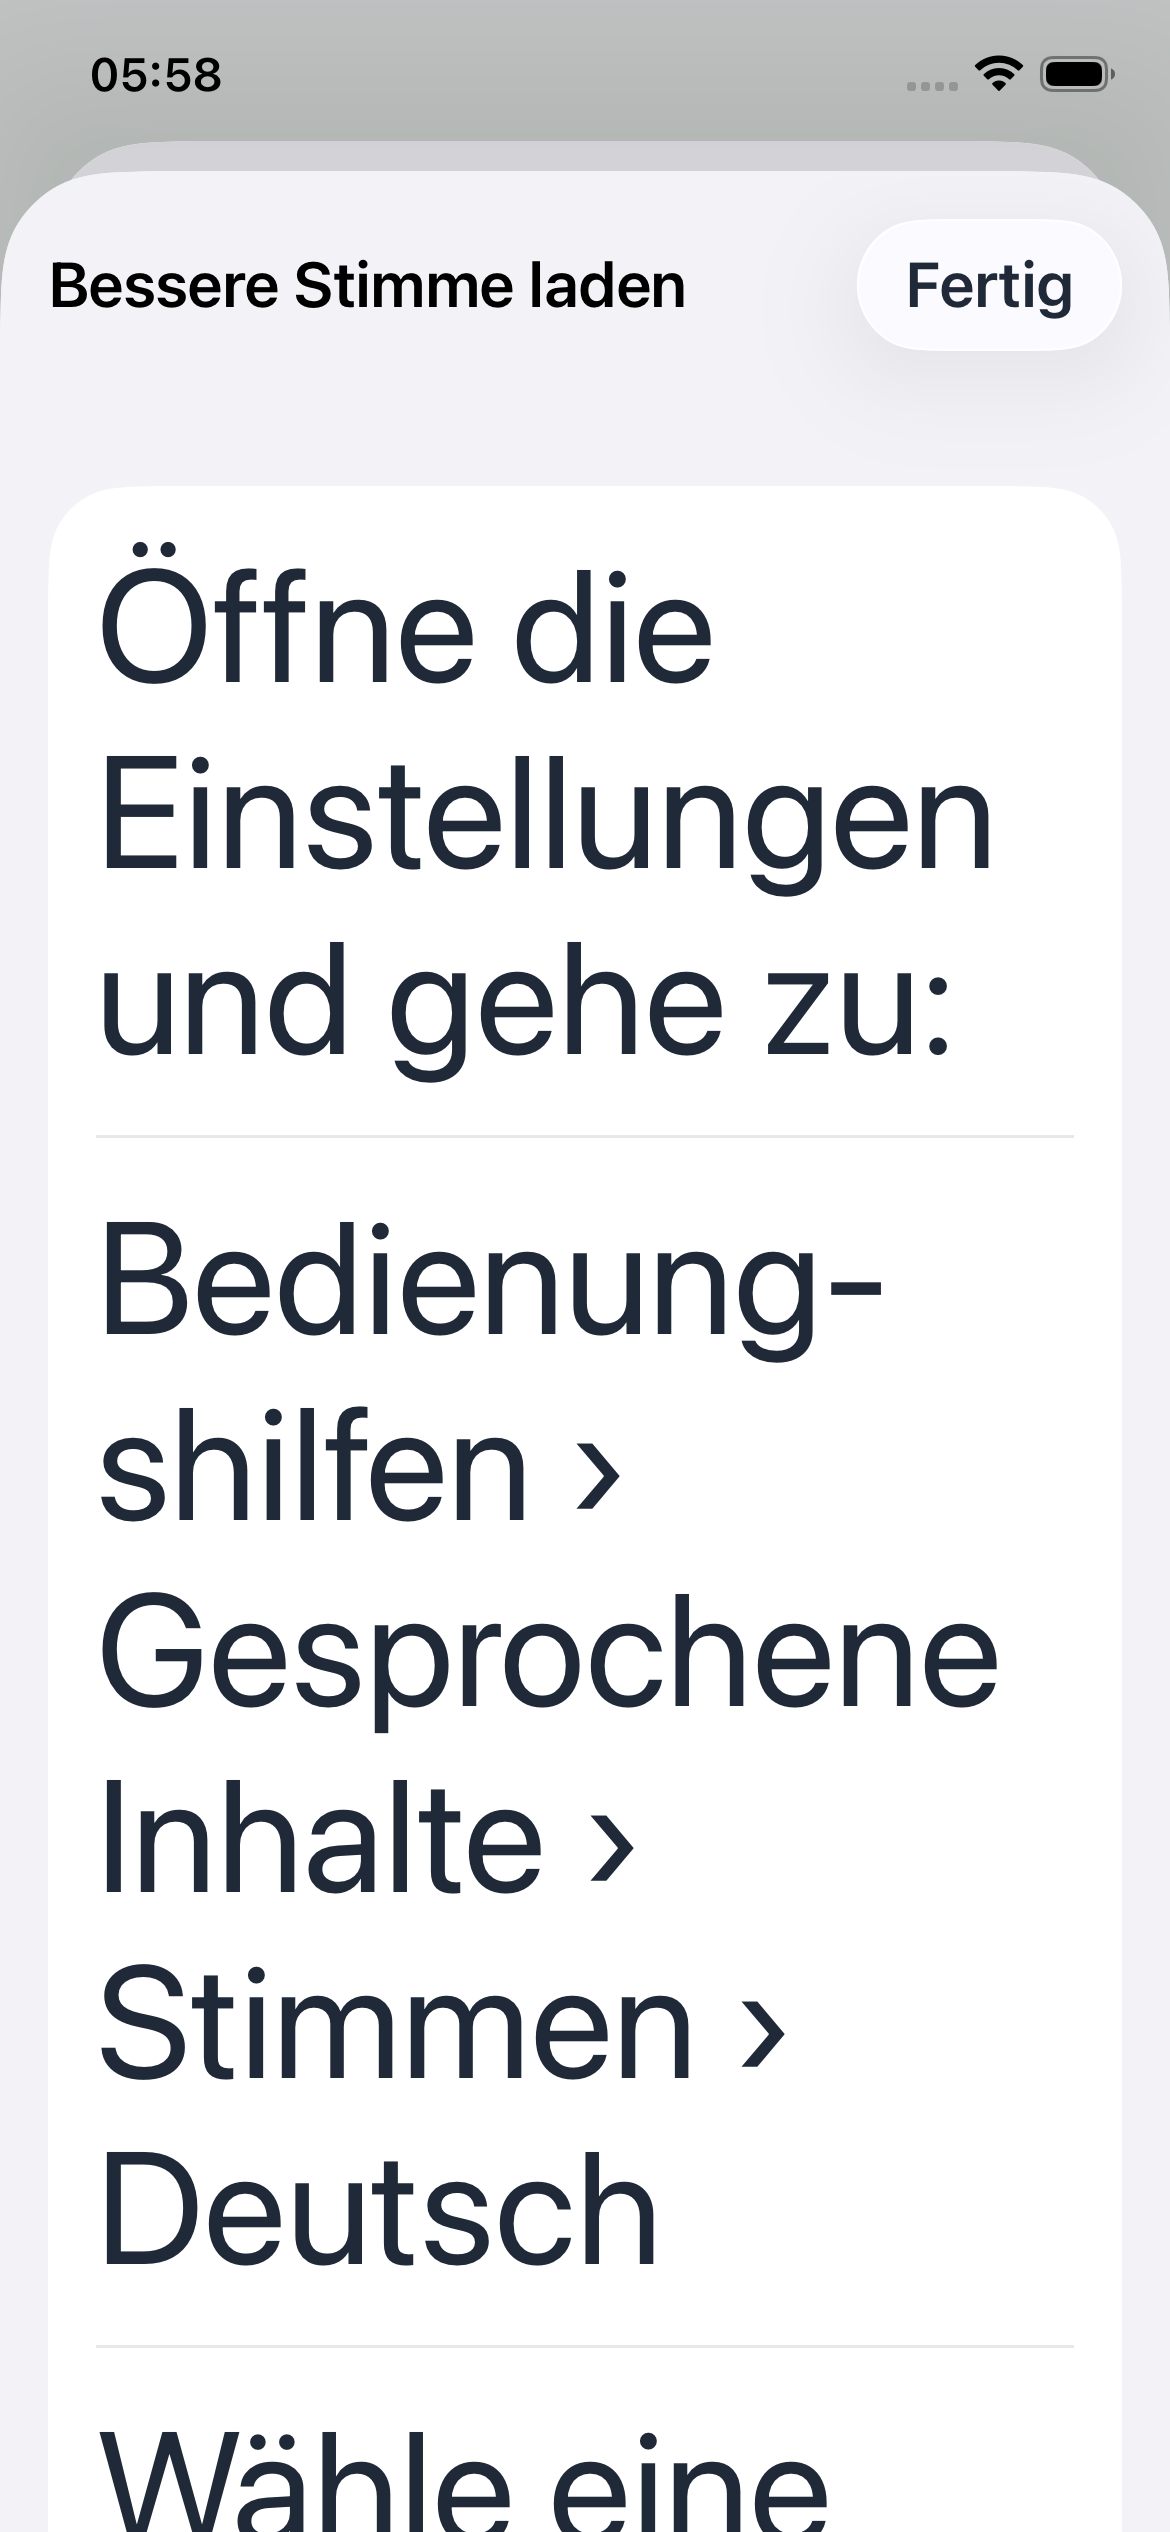 05:58
Bessere Stimme laden
Fertig
Öffne die
Einstellungen
und gehe zu:
Bedienung-
shilfen ›
Gesprochene
Inhalte ›
Stimmen ›
Deutsch
Wähle eine